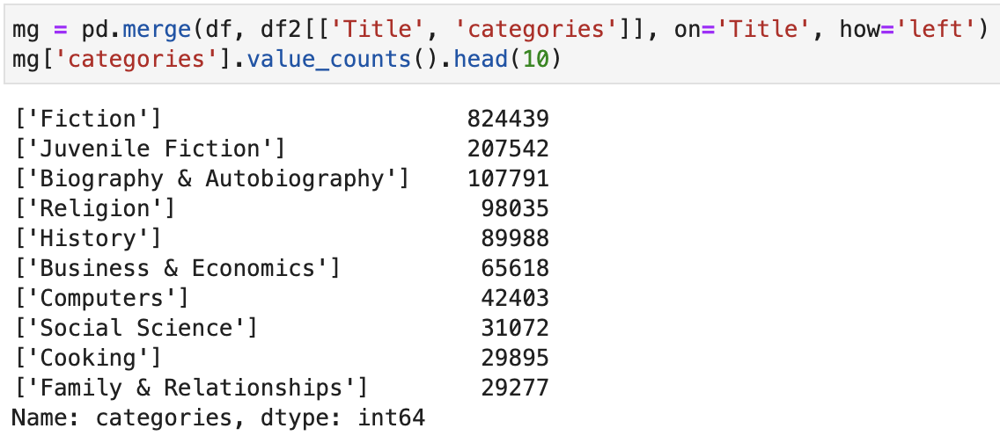 mg = pd.merge(df, df2[['Title', 'categories']], on='Title', how='left')
mg['categories'].value_counts().head(10)
['Fiction'] 824439
['Juvenile Fiction'] 207542
['Biography & Autobiography'] 107791
['Religion'] 98035
['History'] 89988
['Business & Economics'] 65618
['Computers'] 42403
['Social Science'] 31072
['Cooking'] 29895
['Family & Relationships'] 29277
Name: categories, dtype: int64